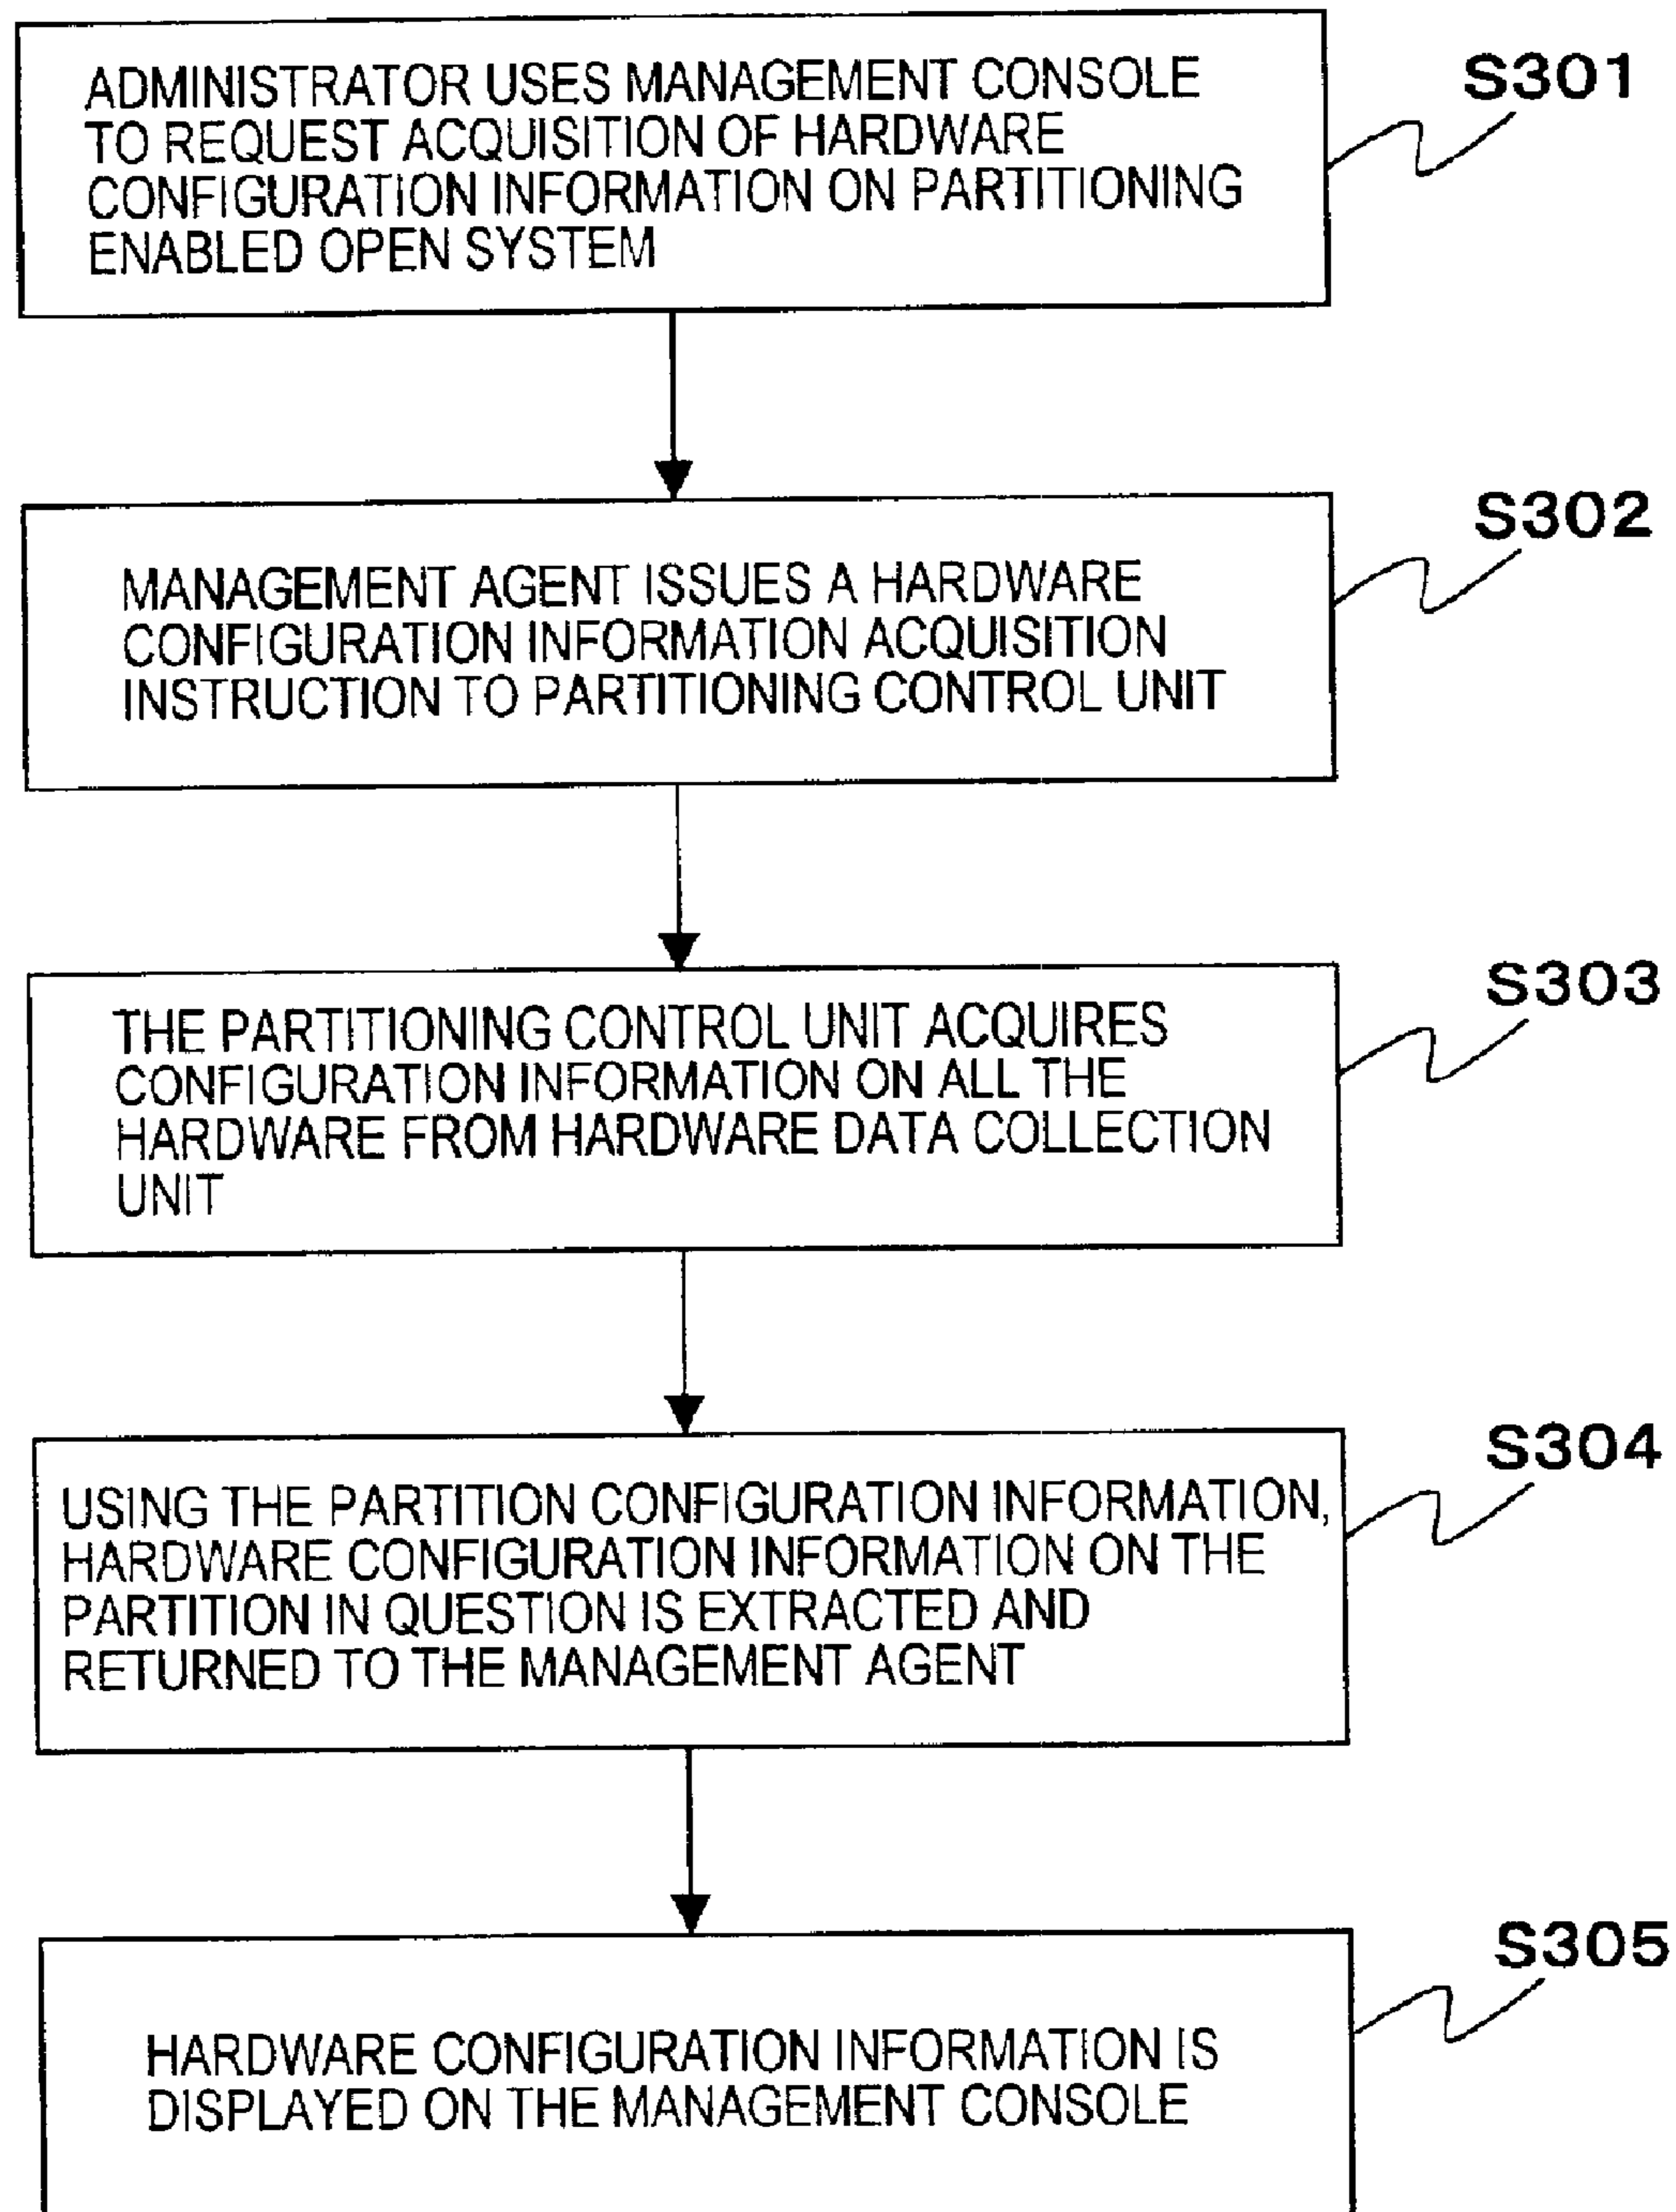 ADMINISTRATOR USES MANAGEMENT CONSOLE
TO REQUEST ACQUISITION OF HARDWARE
CONFIGURATION INFORMATION ON PARTITIONING
ENABLED OPEN SYSTEM
S301
MANAGEMENT AGENT ISSUES A HARDWARE
CONFIGURATION INFORMATION ACQUISITION
INSTRUCTION TO PARTITIONING CONTROL UNIT
S302
THE PARTITIONING CONTROL UNIT ACQUIRES
CONFIGURATION INFORMATION ON ALL THE
HARDWARE FROM HARDWARE DATA COLLECTION
UNIT
S303
USING THE PARTITION CONFIGURATION INFORMATION,
HARDWARE CONFIGURATION INFORMATION ON THE
PARTITION IN QUESTION IS EXTRACTED AND
RETURNED TO THE MANAGEMENT AGENT
S304
HARDWARE CONFIGURATION INFORMATION IS
DISPLAYED ON THE MANAGEMENT CONSOLE
S305